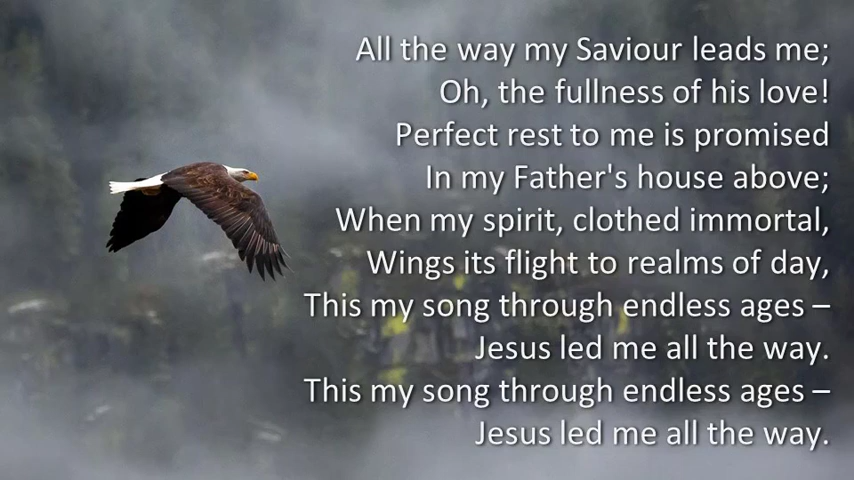 All the way my Saviour leads me;
Oh, the fullness of his love!
Perfect rest to me is promised
In my Father's house above;
When my spirit, clothed immortal,
Wings its flight to realms of day,
This my song through endless ages –
Jesus led me all the way.
This my song through endless ages –
Jesus led me all the way.